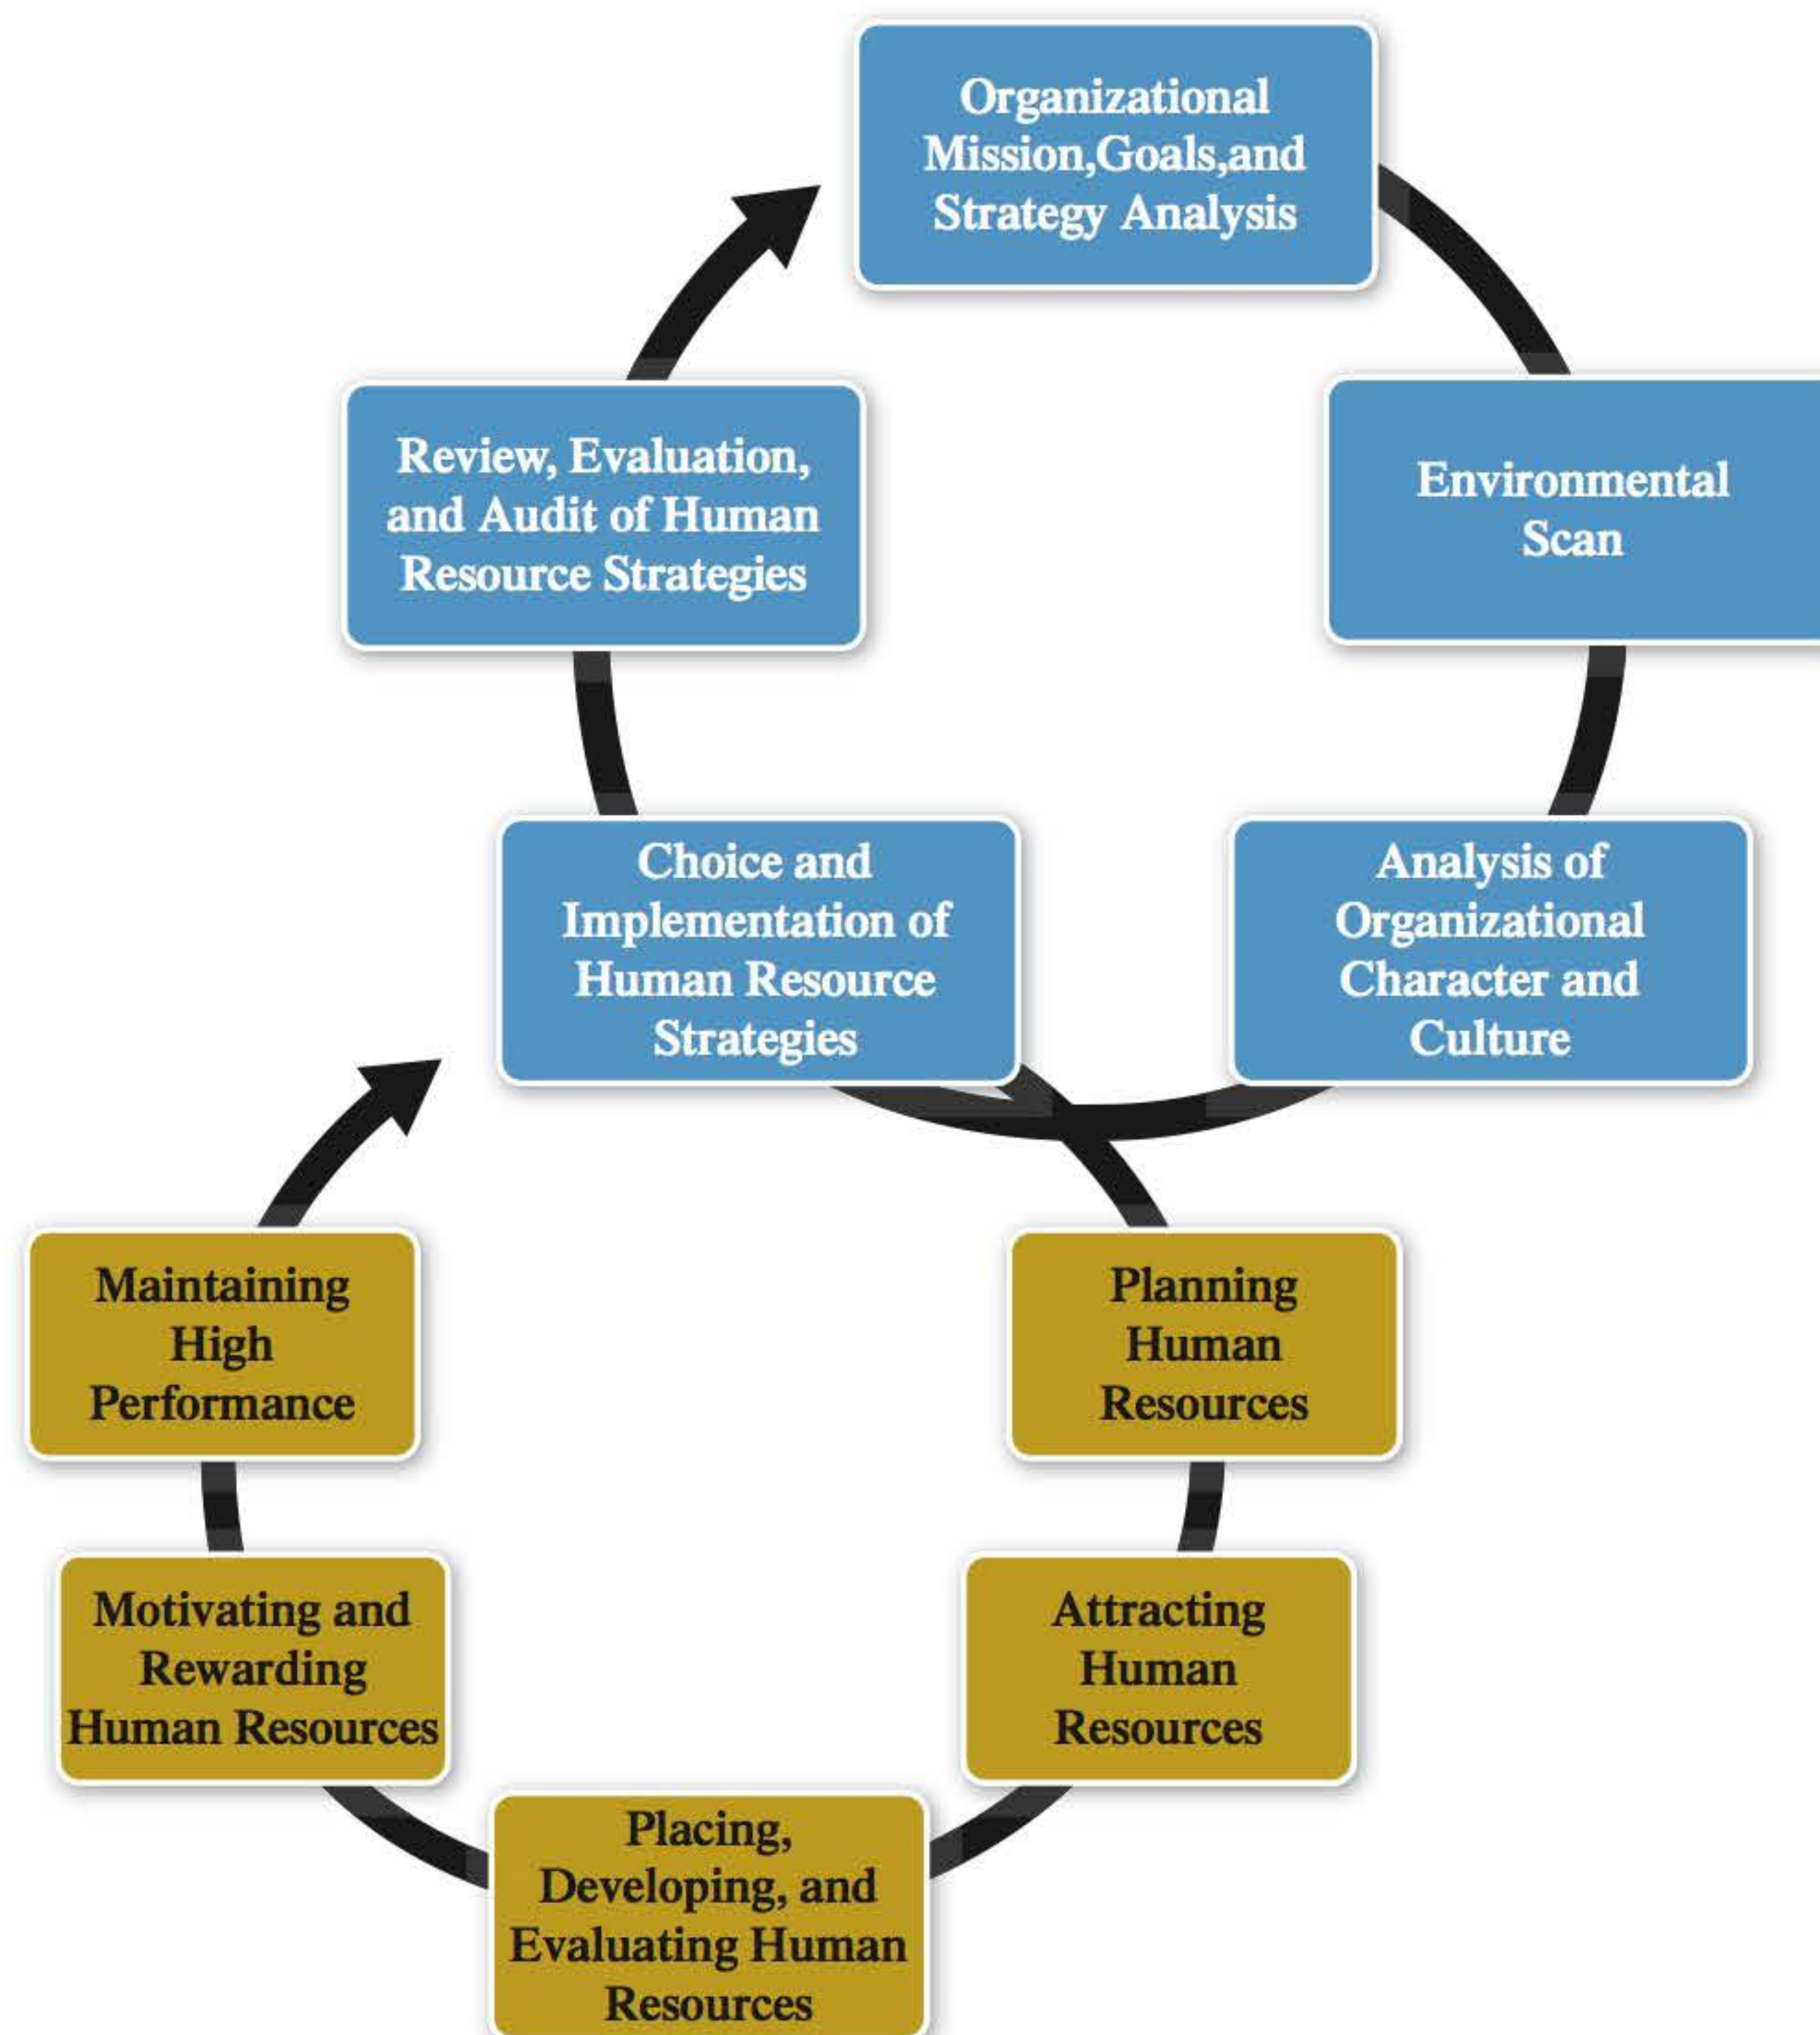 Organizational
Mission,Goals,and
Strategy Analysis
Review, Evaluation,
and Audit of Human
Resource Strategies
Environmental
Scan
Choice and
Implementation of
Human Resource
Strategies
Analysis of
Organizational
Character and
Culture
Maintaining
High
Performance
Planning
Human
Resources
Motivating and
Rewarding
Human Resources
Attracting
Human
Resources
Placing,
Developing, and
Evaluating Human
Resources